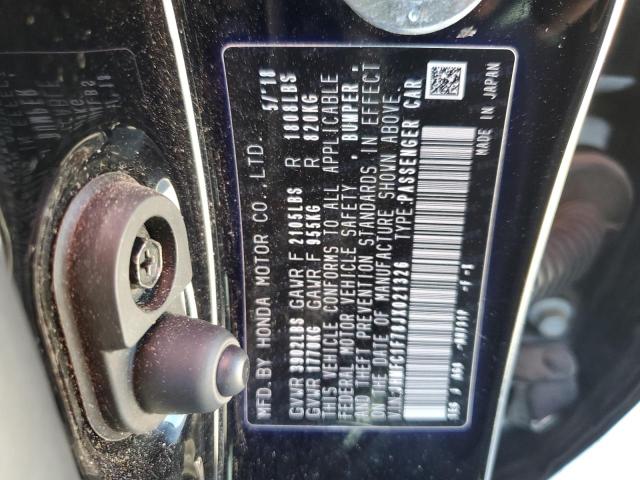 MFD.BY HONDA MOTOR CO.,LTD. 5/'18
GVWR 3902LBS GAWR F 2105LBS R 1808LBS
GVWR 1770KG GAWR F 955KG R 820KG
THIS VEHICLE CONFORMS TO ALL APPLICABLE
FEDERAL MOTOR VEHICLE SAFETY , BUMPER ,
AND THEFT PREVENTION STANDARDS IN EFFECT
ON THE DATE OF MANUFACTURE SHOWN ABOVE.
TYPE:PASSENGER CAR
MADE IN JAPAN